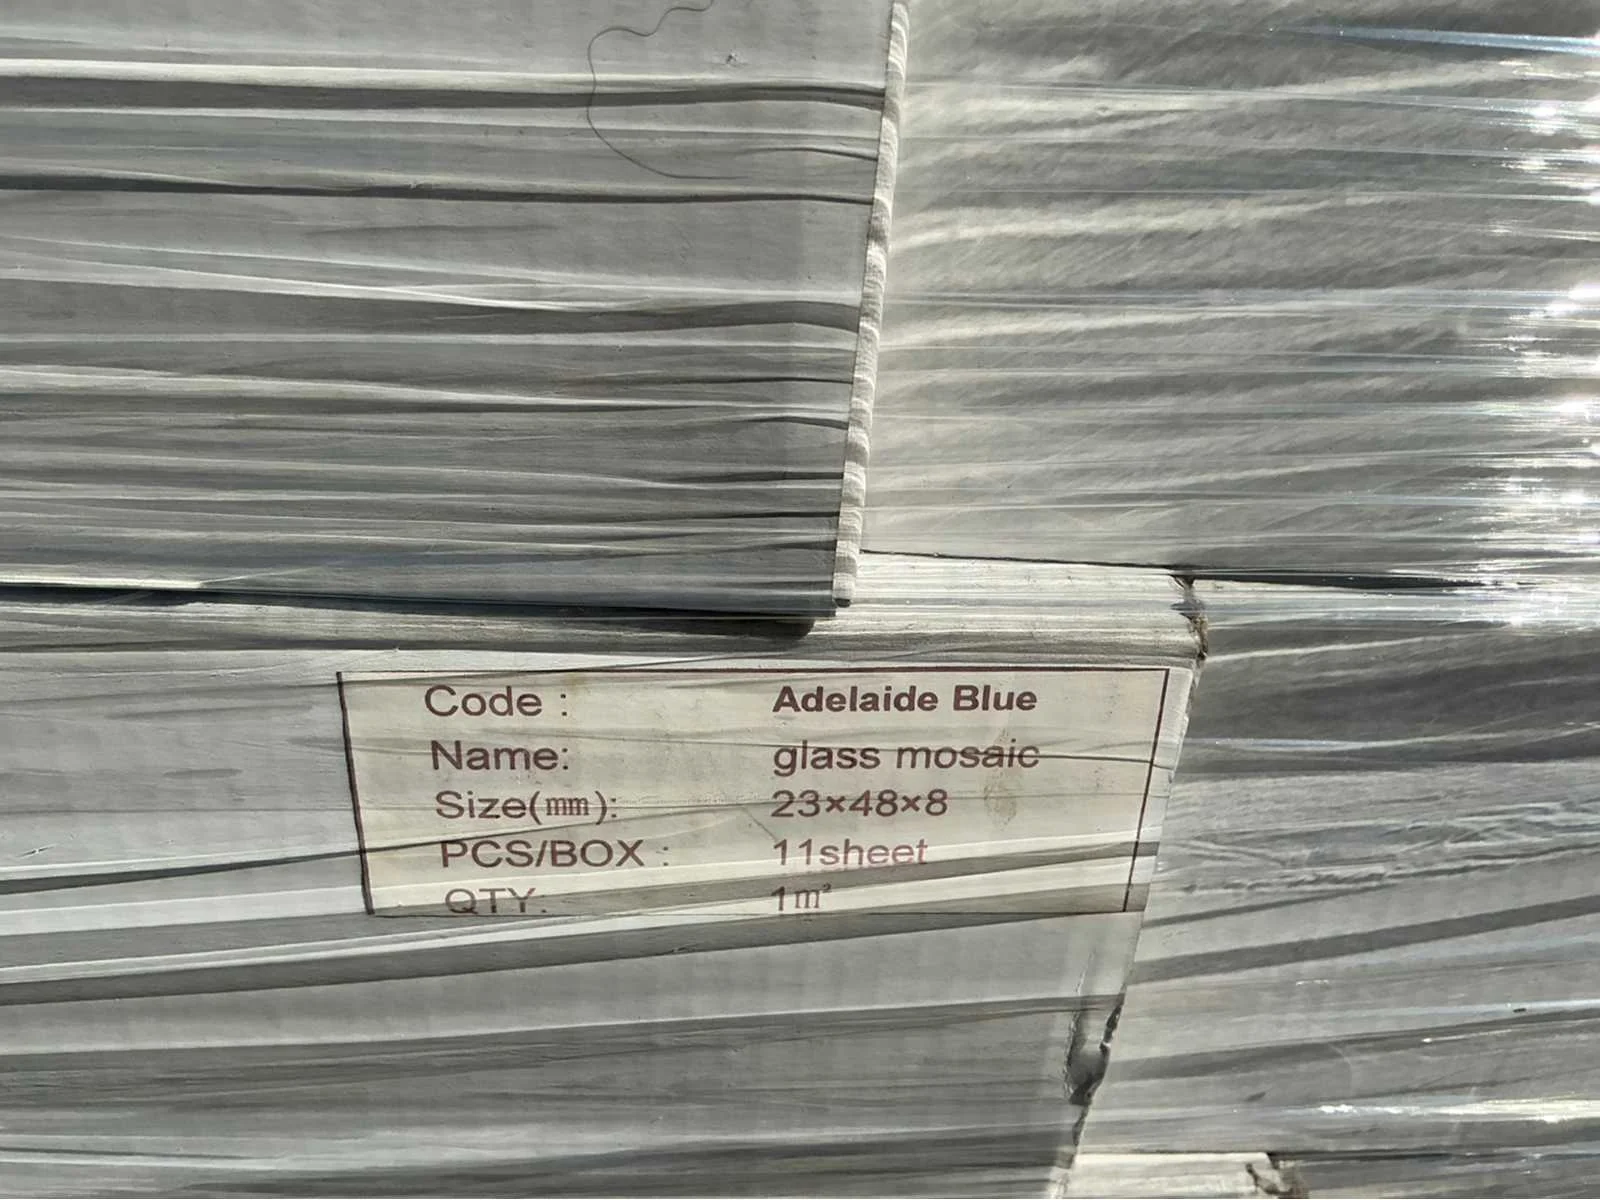 Code : Adelaide Blue
Name: glass mosaic
Size(mm): 23×48×8
PCS/BOX : 11sheet
QTY: 1m²